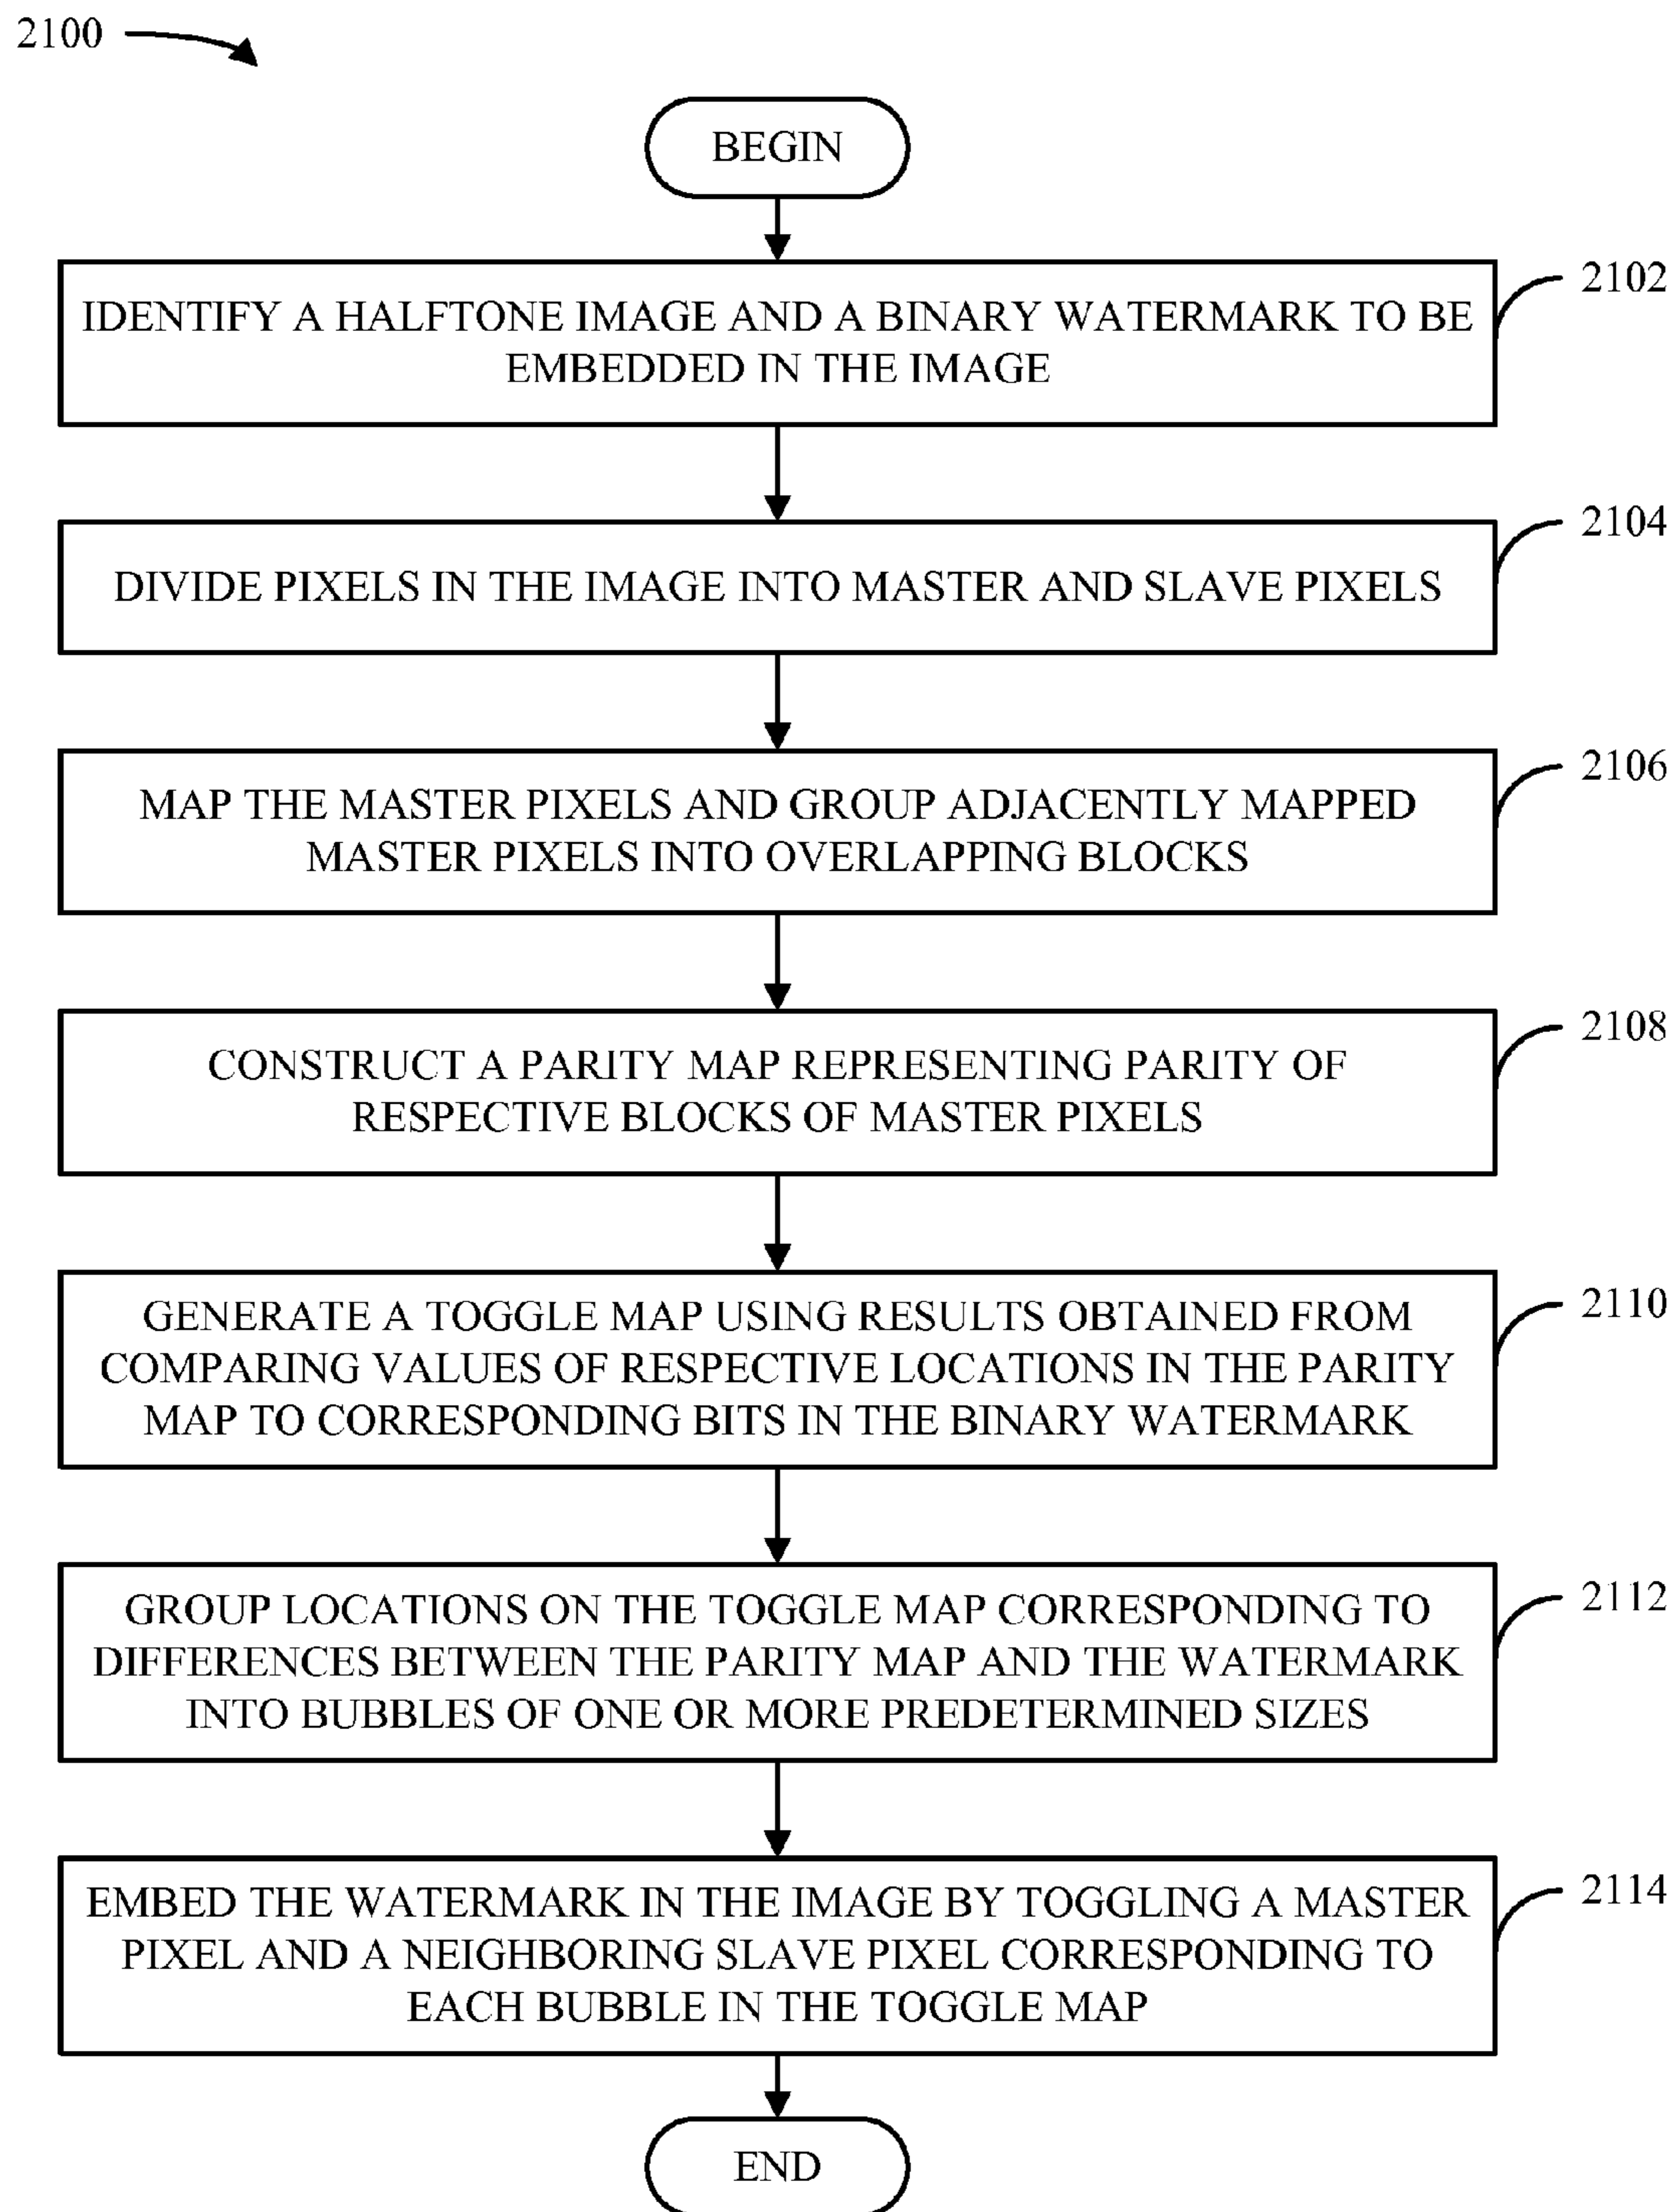 2100
BEGIN
2102
IDENTIFY A HALFTONE IMAGE AND A BINARY WATERMARK TO BE
EMBEDDED IN THE IMAGE
2104
DIVIDE PIXELS IN THE IMAGE INTO MASTER AND SLAVE PIXELS
2106
MAP THE MASTER PIXELS AND GROUP ADJACENTLY MAPPED
MASTER PIXELS INTO OVERLAPPING BLOCKS
2108
CONSTRUCT A PARITY MAP REPRESENTING PARITY OF
RESPECTIVE BLOCKS OF MASTER PIXELS
2110
GENERATE A TOGGLE MAP USING RESULTS OBTAINED FROM
COMPARING VALUES OF RESPECTIVE LOCATIONS IN THE PARITY
MAP TO CORRESPONDING BITS IN THE BINARY WATERMARK
2112
GROUP LOCATIONS ON THE TOGGLE MAP CORRESPONDING TO
DIFFERENCES BETWEEN THE PARITY MAP AND THE WATERMARK
INTO BUBBLES OF ONE OR MORE PREDETERMINED SIZES
2114
EMBED THE WATERMARK IN THE IMAGE BY TOGGLING A MASTER
PIXEL AND A NEIGHBORING SLAVE PIXEL CORRESPONDING TO
EACH BUBBLE IN THE TOGGLE MAP
END